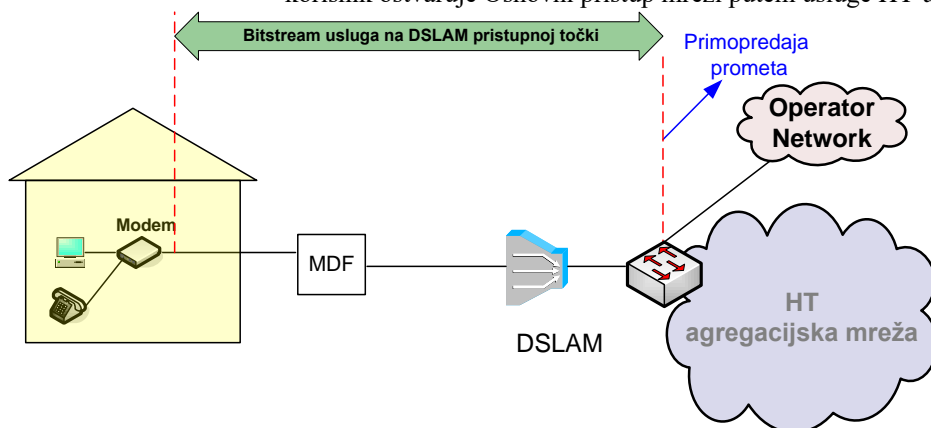 korisnik ostvaruje Osnovni pristup mreži putem usluge HT
Bitstream usluga na DSLAM pristupnoj točki
Primopredaja
prometa
Operator
Network
Modem
MDF
DSLAM
HT
agregacijska mreža